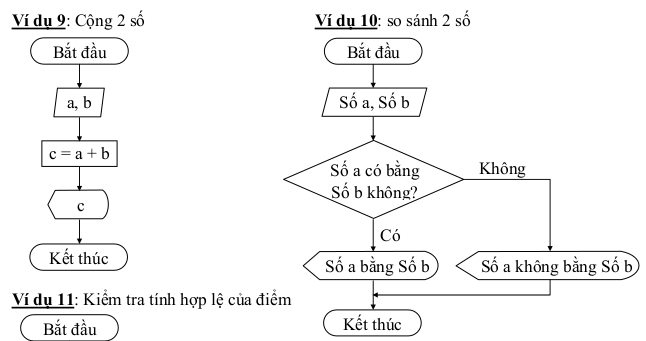 Ví dụ 9: Cộng 2 số
Bắt đầu
a, b
c = a + b
c
Kết thúc
Ví dụ 10: so sánh 2 số
Bắt đầu
Số a, Số b
Số a có bằng
Số b không?
Không
Có
Số a bằng Số b
Số a không bằng Số b
Kết thúc
Ví dụ 11: Kiểm tra tính hợp lệ của điểm
Bắt đầu